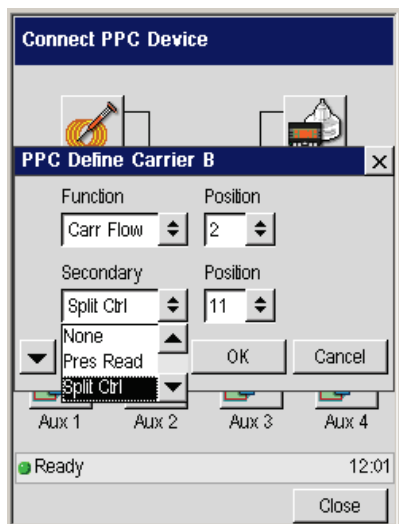 Connect PPC Device
PPC Define Carrier B
Function Position
Carr Flow 2
Secondary Position
Split Ctrl 11
None
Pres Read
Split Ctrl
OK Cancel
Aux 1 Aux 2 Aux 3 Aux 4
Ready 12:01
Close